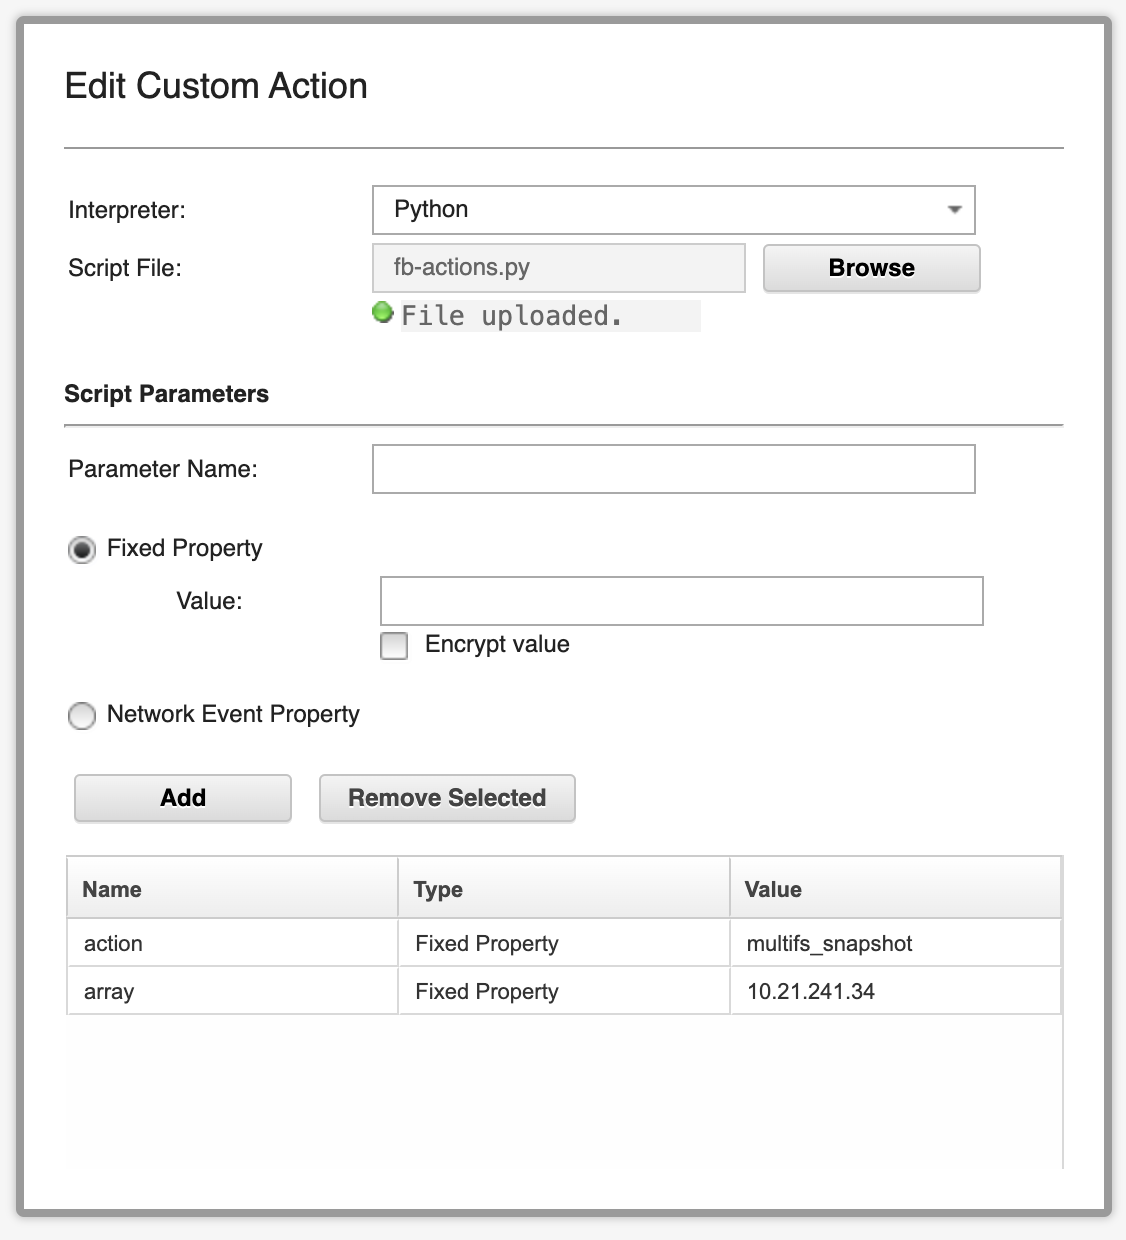 Edit Custom Action
Interpreter: Python
Script File: fb-actions.py Browse
File uploaded.
Script Parameters
Parameter Name:
Fixed Property
Value:
Encrypt value
Network Event Property
Add Remove Selected
Name Type Value
action Fixed Property multifs_snapshot
array Fixed Property 10.21.241.34